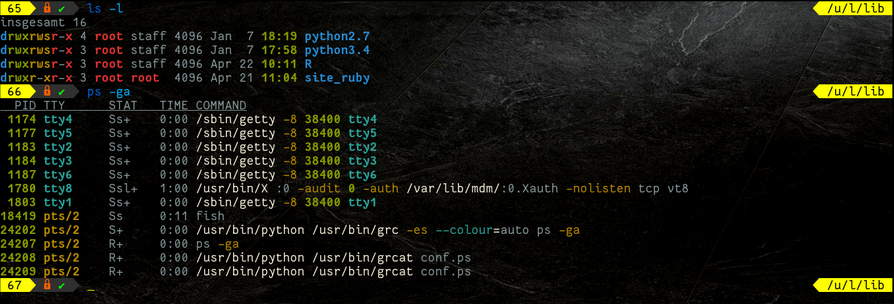 65 ✔ ls -l /u/l/lib
insgesamt 16
drwxrwsr-x 4 root staff 4096 Jan  7 18:19 python2.7
drwxrwsr-x 3 root staff 4096 Jan  7 17:58 python3.4
drwxrwsr-x 3 root staff 4096 Apr 22 10:11 R
drwxr-xr-x 3 root root  4096 Apr 21 11:04 site_ruby
66 ✔ ps -ga /u/l/lib
  PID TTY      STAT   TIME COMMAND
 1174 tty4     Ss+    0:00 /sbin/getty -8 38400 tty4
 1177 tty5     Ss+    0:00 /sbin/getty -8 38400 tty5
 1183 tty2     Ss+    0:00 /sbin/getty -8 38400 tty2
 1184 tty3     Ss+    0:00 /sbin/getty -8 38400 tty3
 1187 tty6     Ss+    0:00 /sbin/getty -8 38400 tty6
 1780 tty8     Ssl+   1:00 /usr/bin/X :0 -audit 0 -auth /var/lib/mdm/:0.Xauth -nolisten tcp vt8
 1803 tty1     Ss+    0:00 /sbin/getty -8 38400 tty1
18419 pts/2    Ss     0:11 fish
24202 pts/2    S+     0:00 /usr/bin/python /usr/bin/grc -es --colour=auto ps -ga
24207 pts/2    R+     0:00 ps -ga
24208 pts/2    R+     0:00 /usr/bin/python /usr/bin/grcat conf.ps
24209 pts/2    R+     0:00 /usr/bin/python /usr/bin/grcat conf.ps
67 ✔ _ /u/l/lib